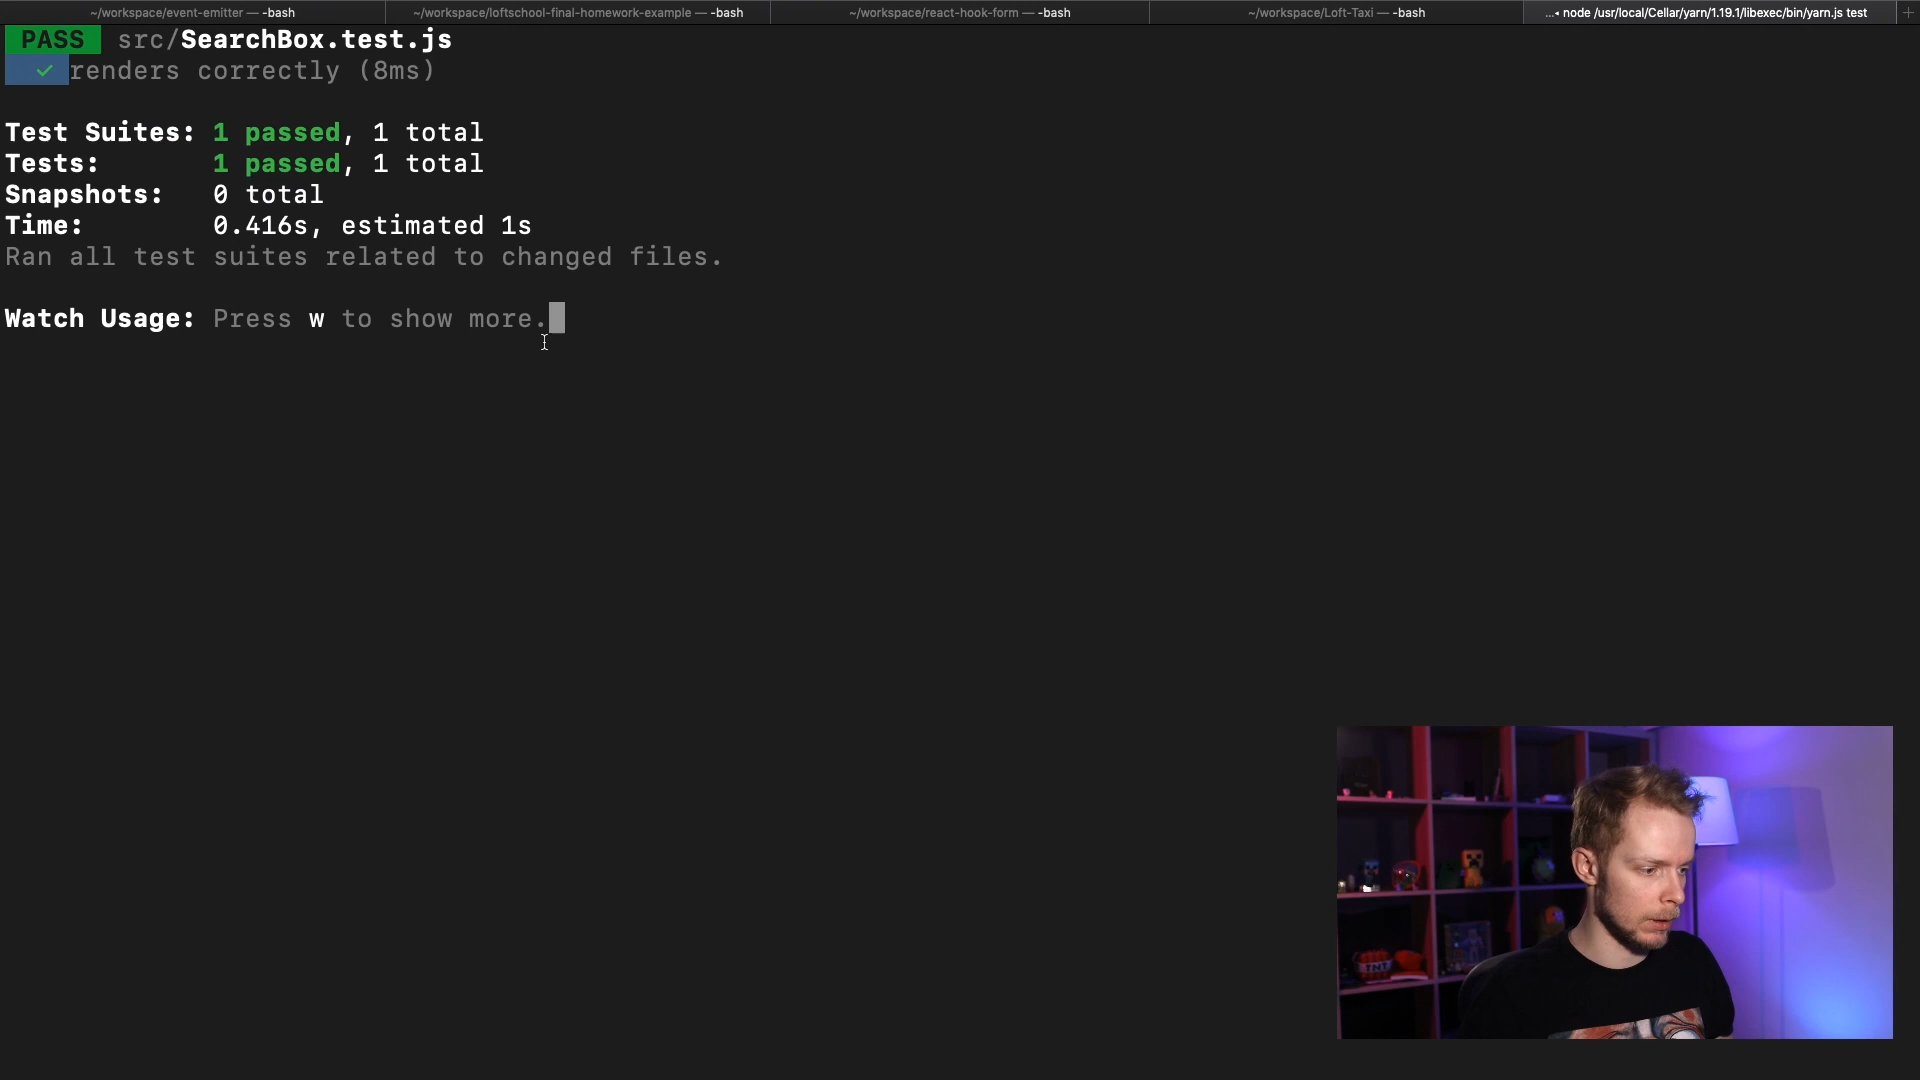 ~/workspace/event-emitter — -bash
~/workspace/loftschool-final-homework-example — -bash
~/workspace/react-hook-form — -bash
~/workspace/Loft-Taxi — -bash
...◂ node /usr/local/Cellar/yarn/1.19.1/libexec/bin/yarn.js test
PASS src/SearchBox.test.js
✓ renders correctly (8ms)
Test Suites: 1 passed, 1 total
Tests: 1 passed, 1 total
Snapshots: 0 total
Time: 0.416s, estimated 1s
Ran all test suites related to changed files.
Watch Usage: Press w to show more.
TNT